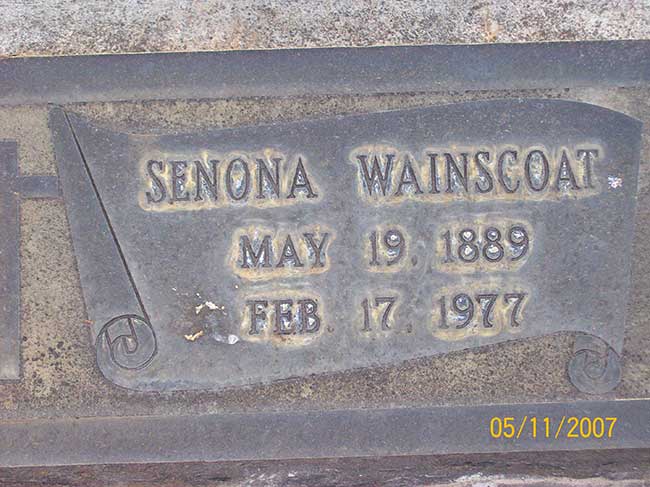 SENONA WAINSCOAT
MAY 19, 1889
FEB. 17, 1977
05/11/2007